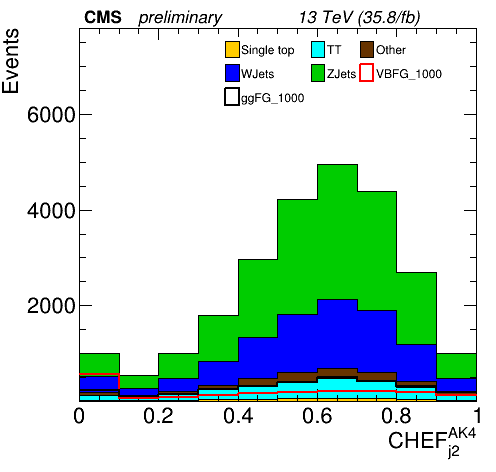 CMS preliminary 13 TeV (35.8/fb)
Events
Single top TT Other
WJets ZJets VBFG_1000
ggFG_1000
6000
4000
2000
0 0.2 0.4 0.6 0.8 1
CHEF^{AK4}_{j2}